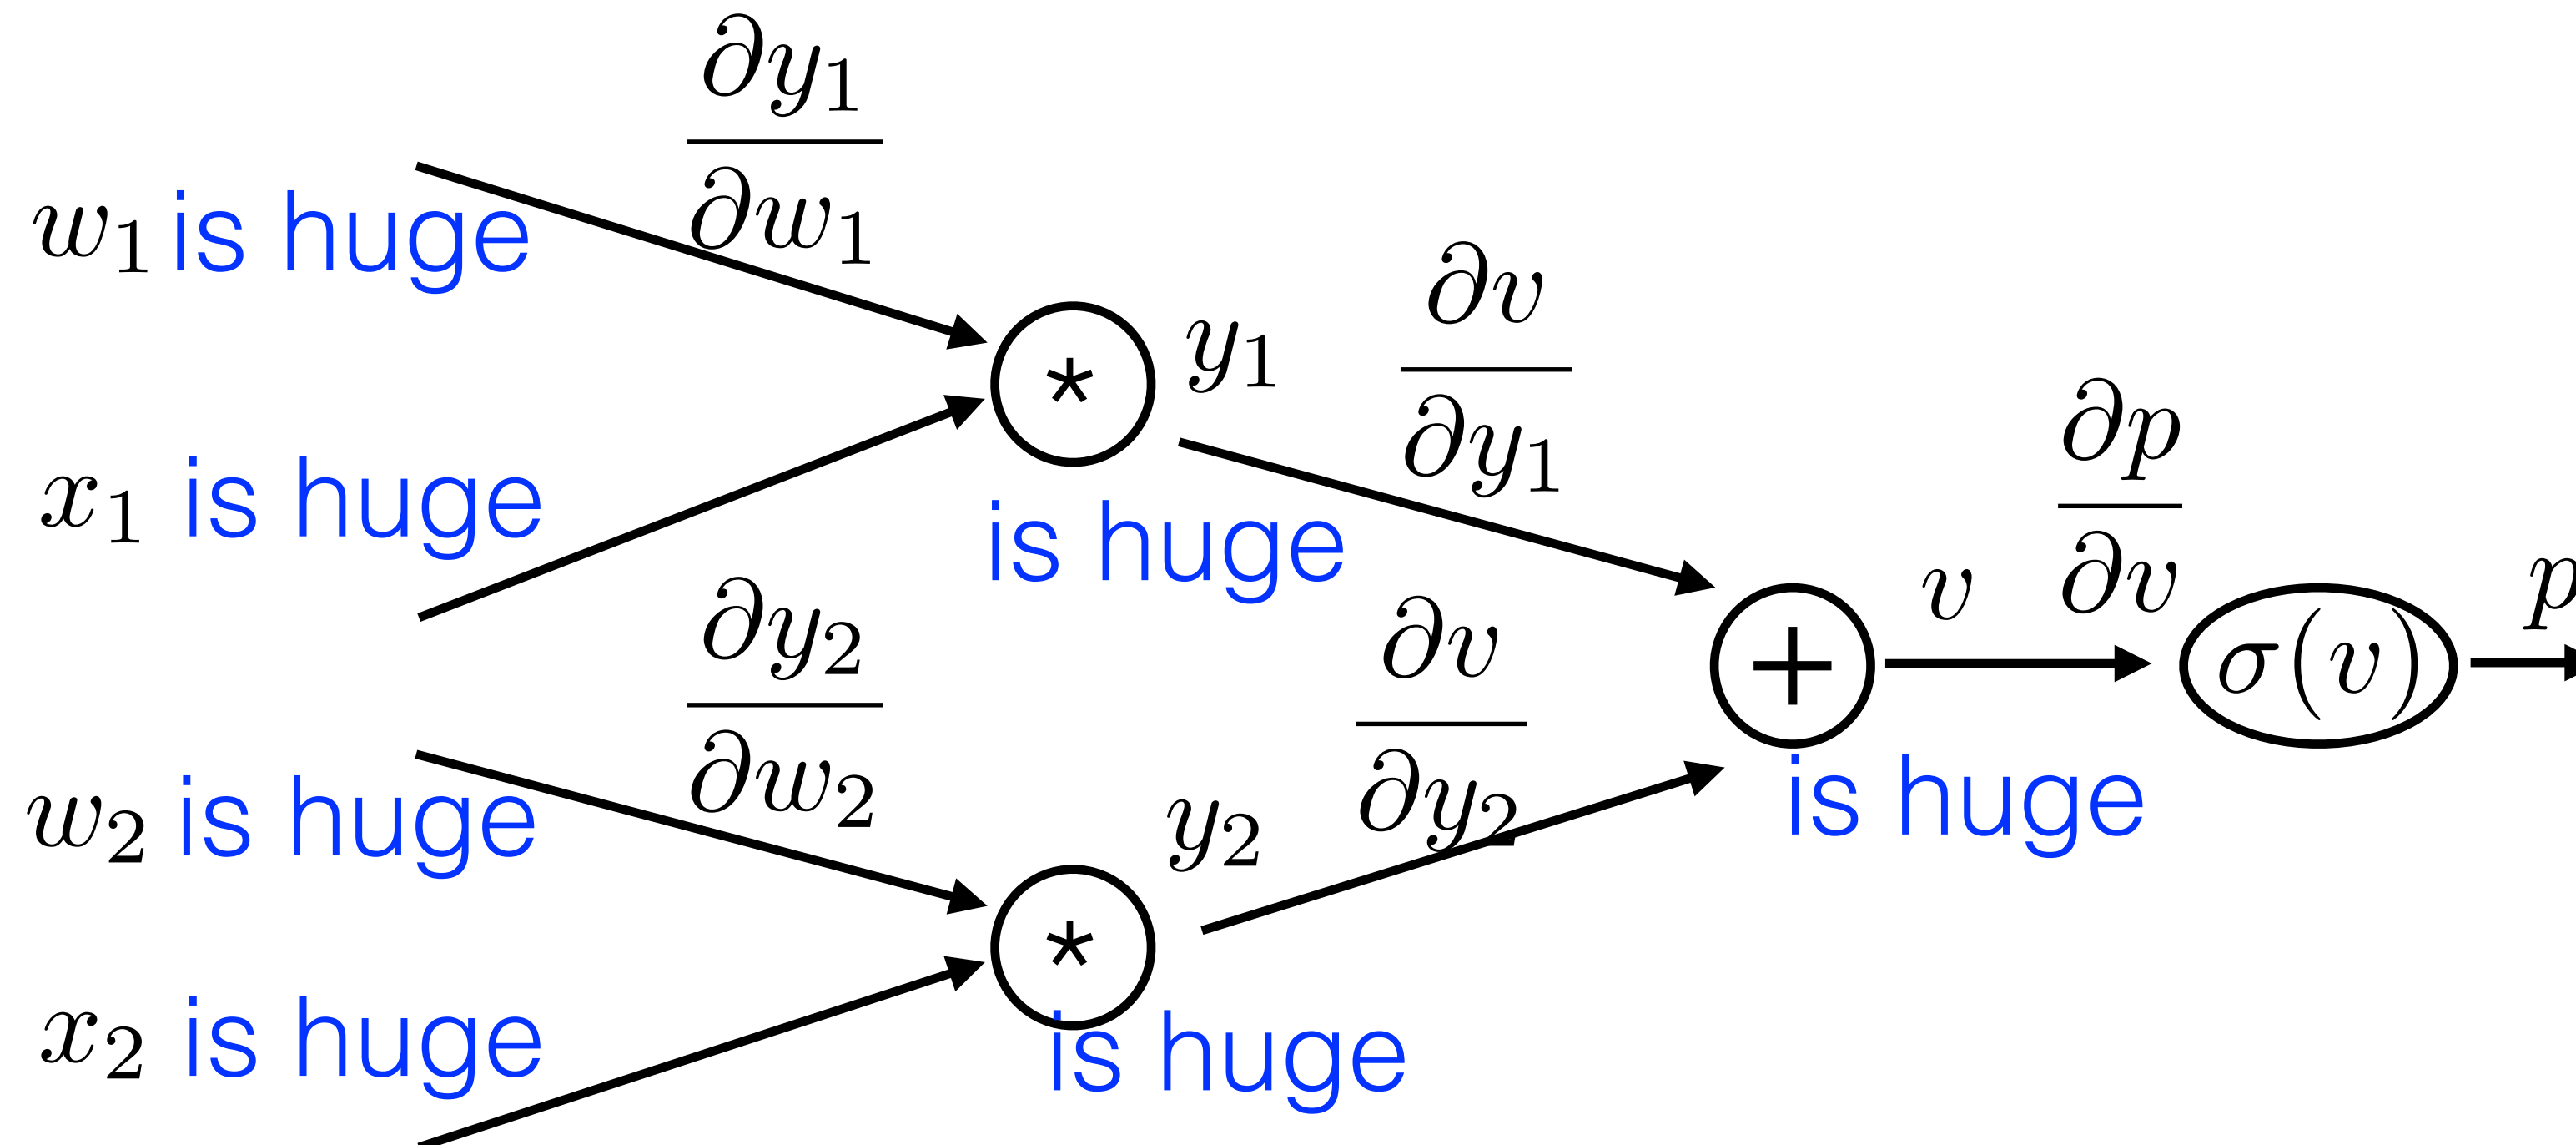 ∂y₁
∂w₁
w₁ is huge
*
y₁
∂v
∂y₁
x₁ is huge
is huge
∂p
∂v
v
σ(v)
p
+
is huge
∂y₂
∂w₂
∂v
∂y₂
w₂ is huge
y₂
*
is huge
x₂ is huge